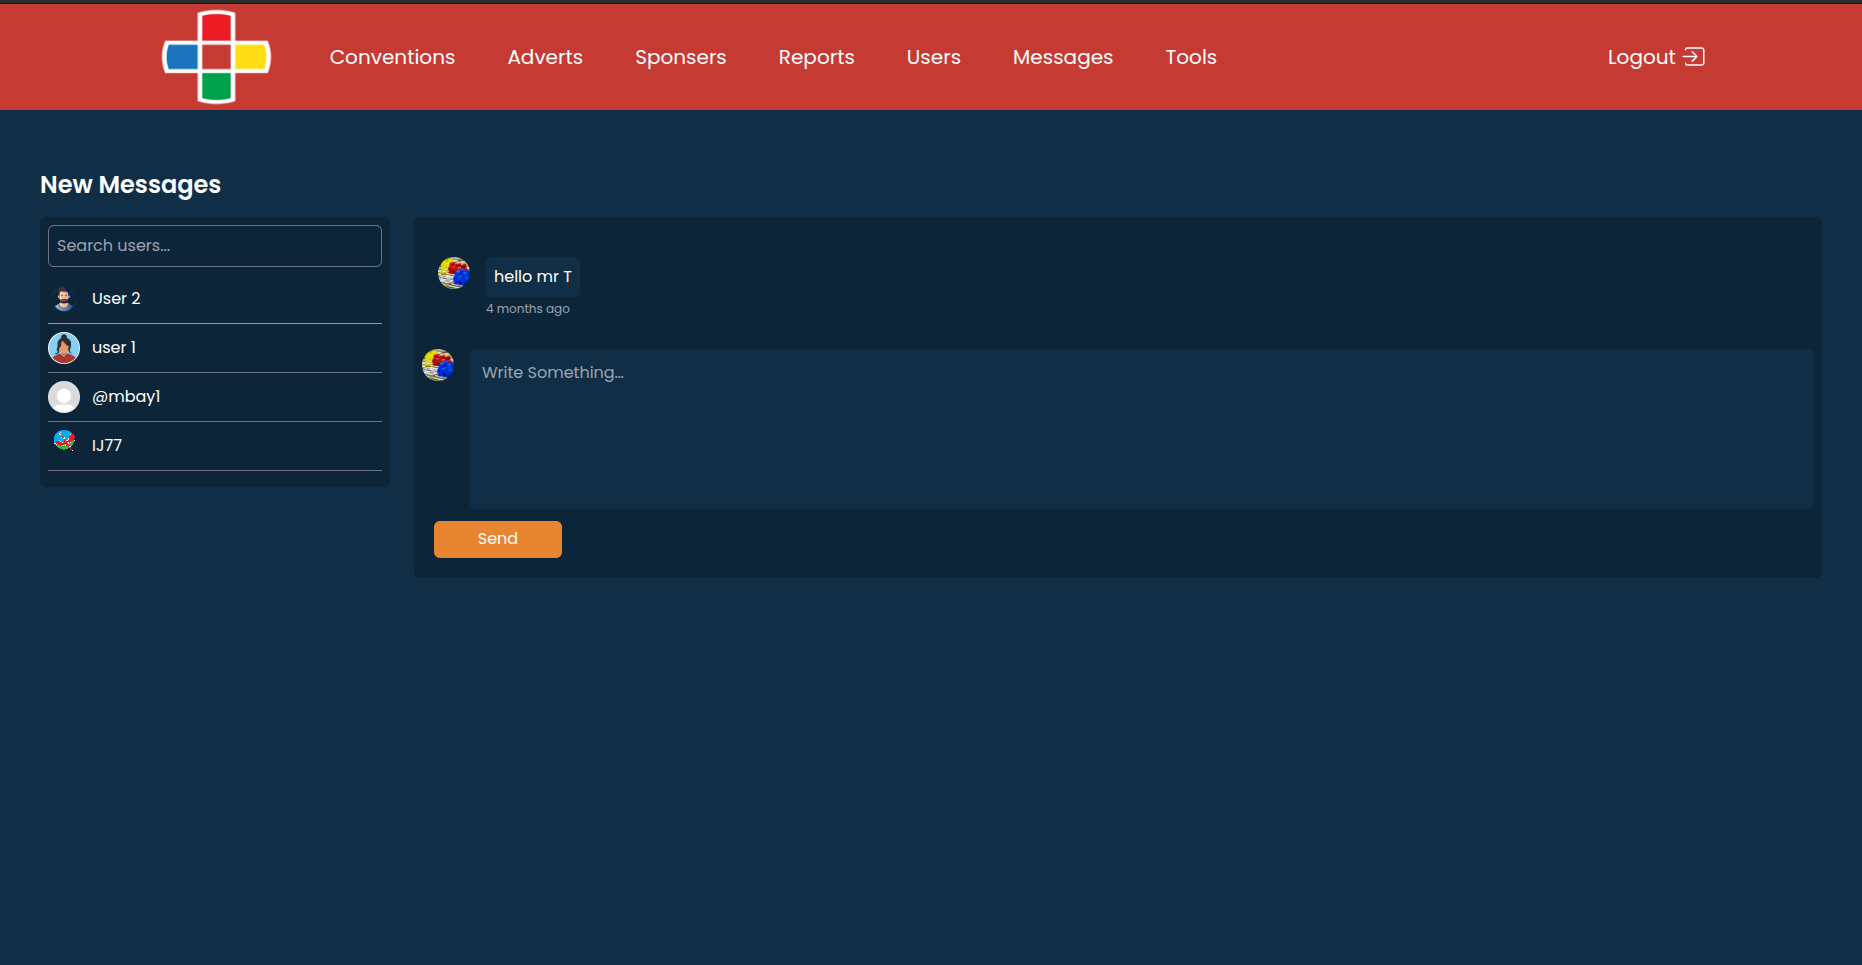 Conventions Adverts Sponsers Reports Users Messages Tools Logout
New Messages
Search users...
User 2
user 1
@mbay1
IJ77
hello mr T
4 months ago
Write Something...
Send